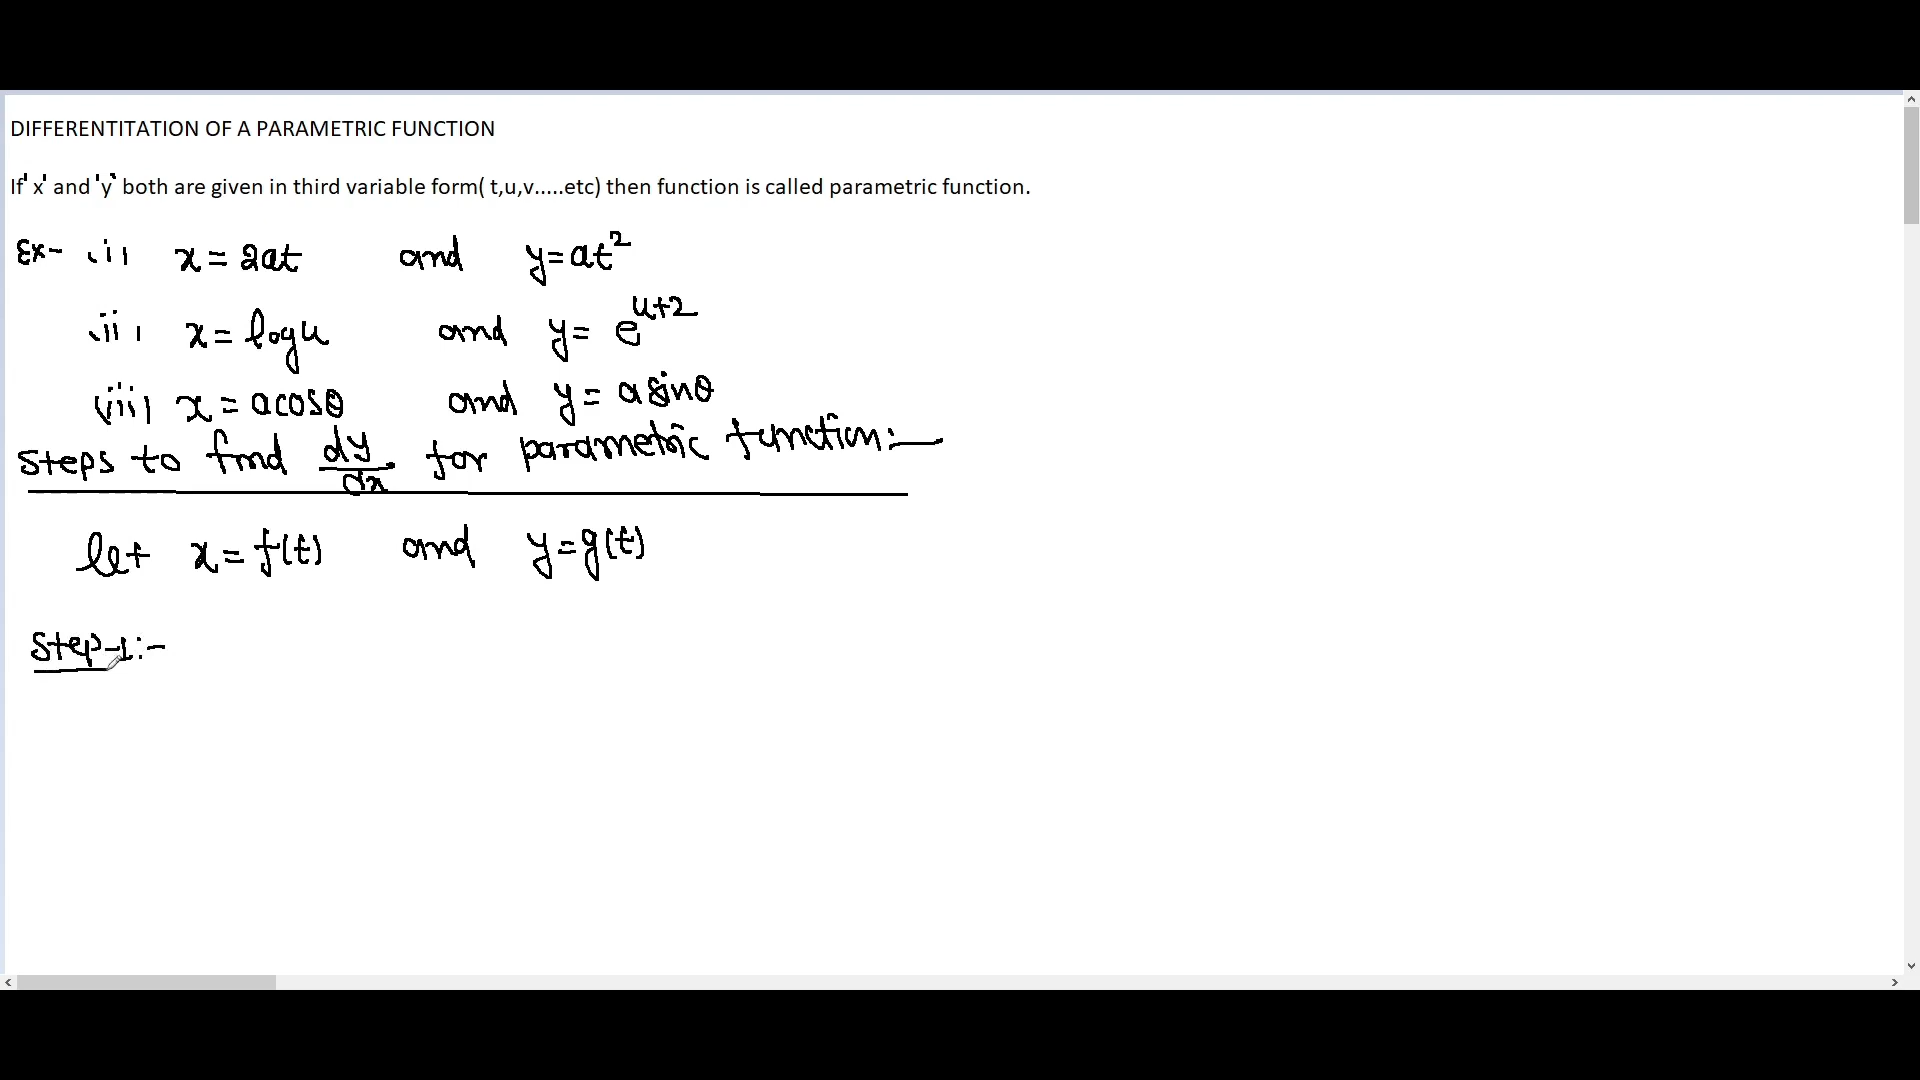 DIFFERENTITATION OF A PARAMETRIC FUNCTION
If 'x' and 'y' both are given in third variable form( t,u,v.....etc) then function is called parametric function.
Ex- (i) x = 2at and y = at²
(ii) x = log u and y = e^{u+2}
(iii) x = a cosθ and y = a sinθ
Steps to find dy/dx for parametric function:—
let x = f(t) and y = g(t)
Step-1:-